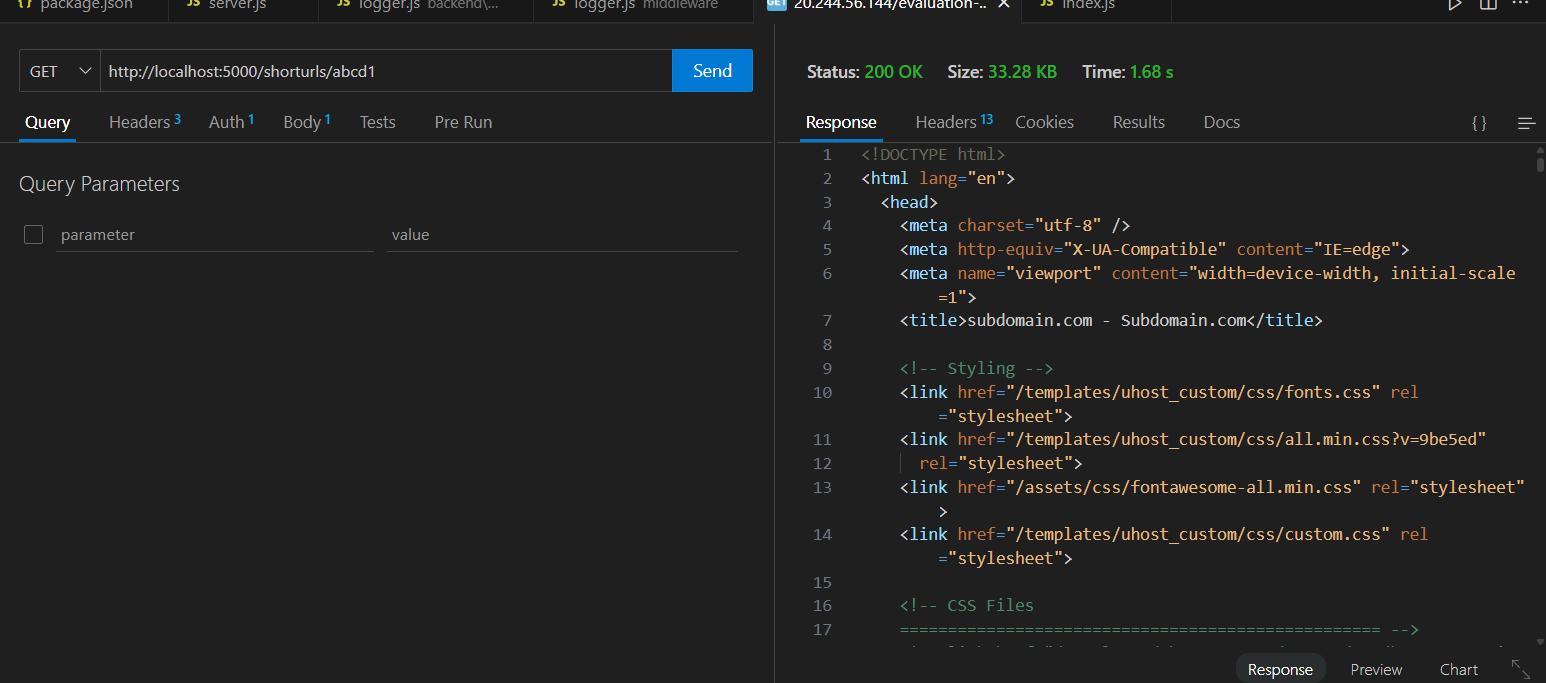 {} package.json JS server.js JS logger.js backend\... JS logger.js middleware GET 20.244.56.144/evaluation-.. JS index.js
GET http://localhost:5000/shorturls/abcd1 Send
Query Headers 3 Auth 1 Body 1 Tests Pre Run
Query Parameters
parameter value
Status: 200 OK Size: 33.28 KB Time: 1.68 s
Response Headers 13 Cookies Results Docs { }
1 <!DOCTYPE html>
2 <html lang="en">
3 <head>
4 <meta charset="utf-8" />
5 <meta http-equiv="X-UA-Compatible" content="IE=edge">
6 <meta name="viewport" content="width=device-width, initial-scale
=1">
7 <title>subdomain.com - Subdomain.com</title>
8
9 <!-- Styling -->
10 <link href="/templates/uhost_custom/css/fonts.css" rel
="stylesheet">
11 <link href="/templates/uhost_custom/css/all.min.css?v=9be5ed"
12 rel="stylesheet">
13 <link href="/assets/css/fontawesome-all.min.css" rel="stylesheet"
>
14 <link href="/templates/uhost_custom/css/custom.css" rel
="stylesheet">
15
16 <!-- CSS Files
17 ================================================== -->
Response Preview Chart